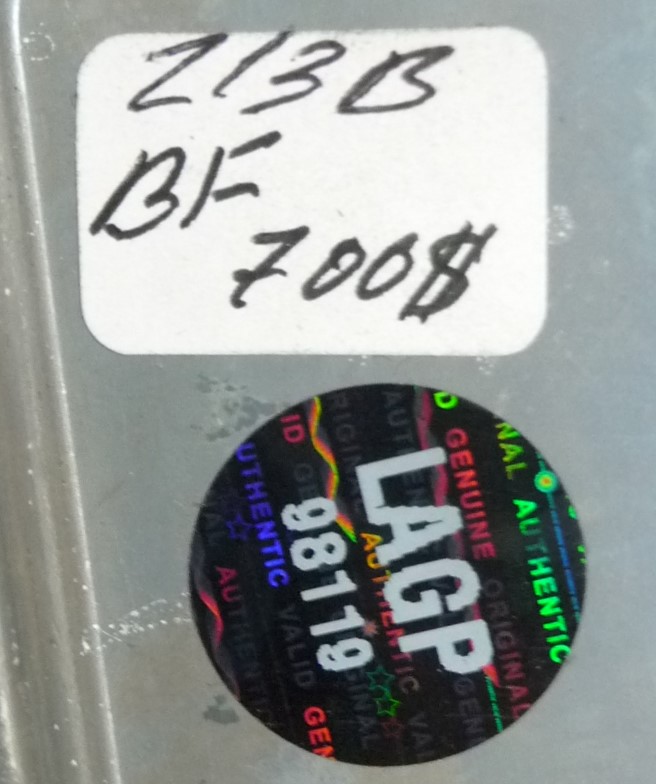 213B
BF
700$
LAGP
98119
GENUINE ORIGINAL
AUTHENTIC
AUTHENTIC VALID
AUTHENTIC